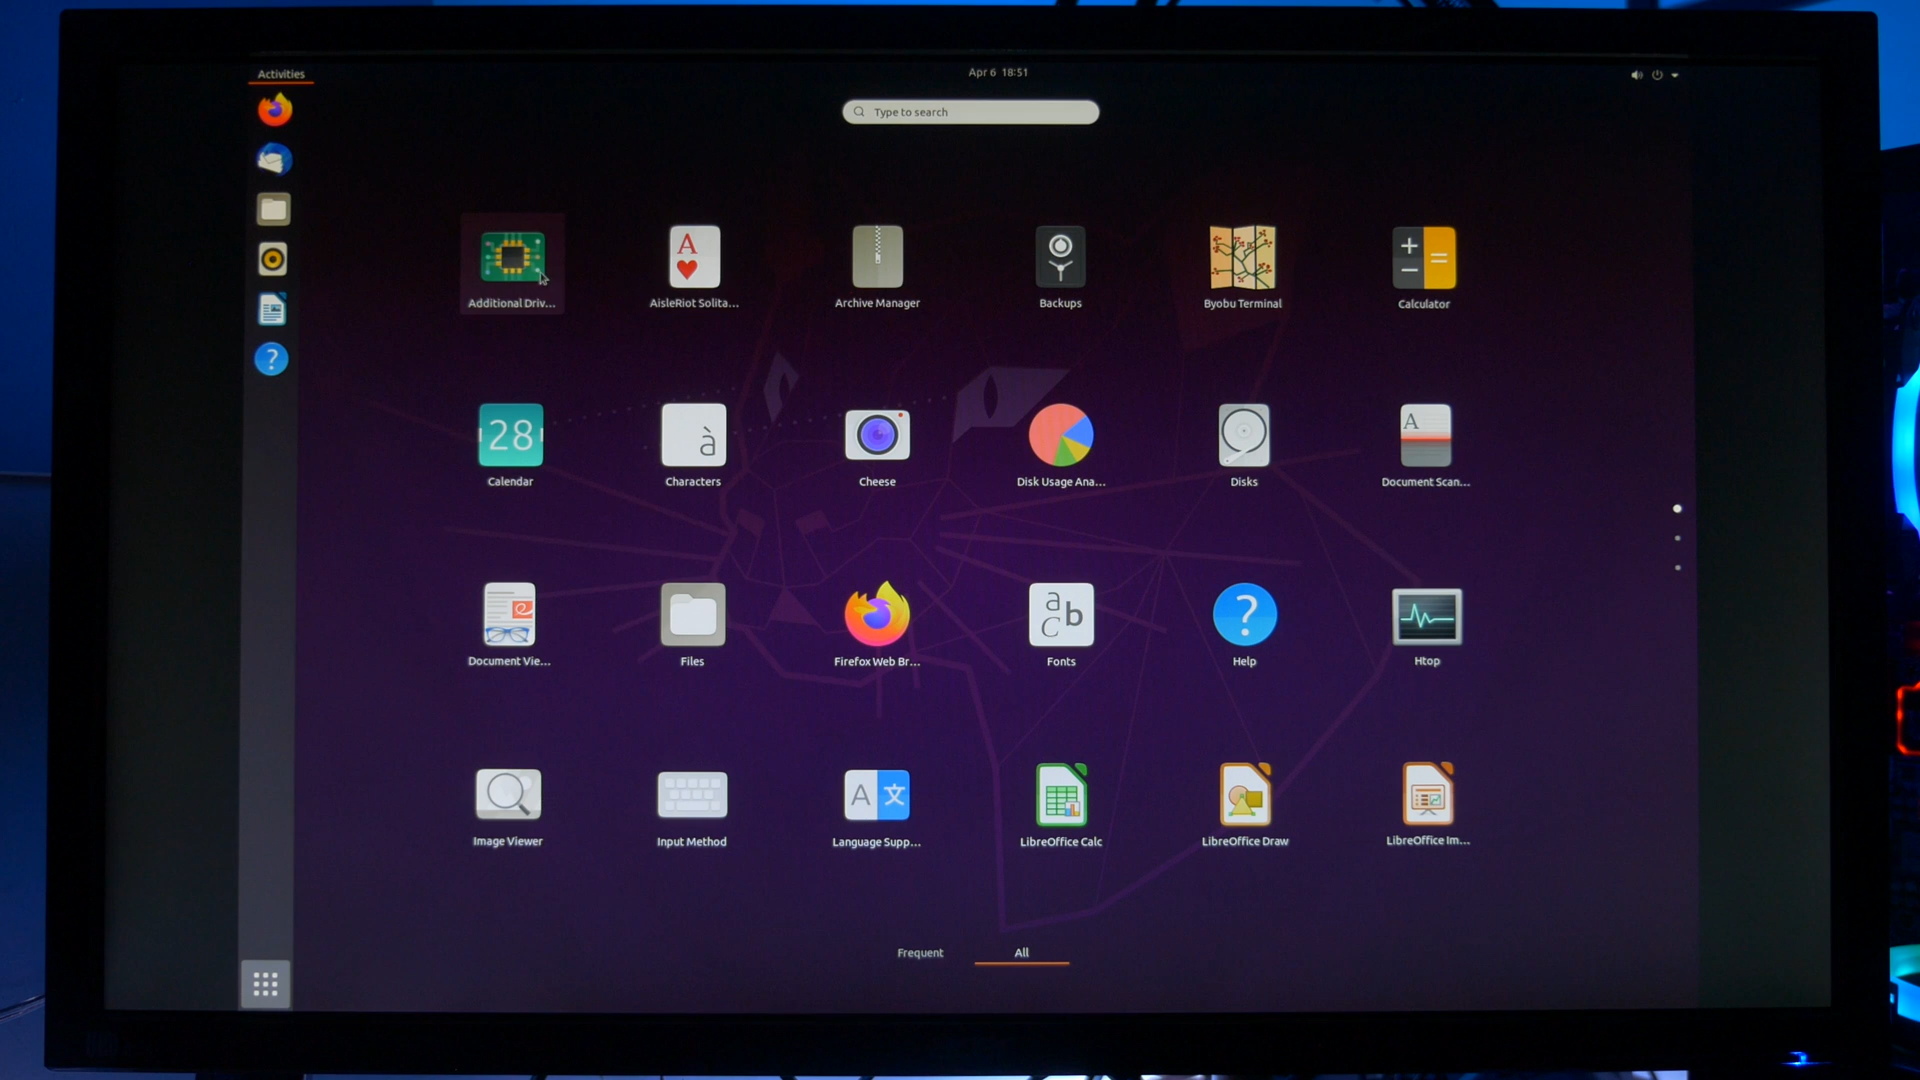 Activities
Apr 6 18:51
Type to search
Additional Driv...
AisleRiot Solita...
Archive Manager
Backups
Byobu Terminal
Calculator
28
Calendar
Characters
Cheese
Disk Usage Ana...
Disks
Document Scan...
Document Vie...
Files
Firefox Web Br...
Fonts
Help
Htop
Image Viewer
Input Method
Language Supp...
LibreOffice Calc
LibreOffice Draw
LibreOffice Im...
Frequent
All